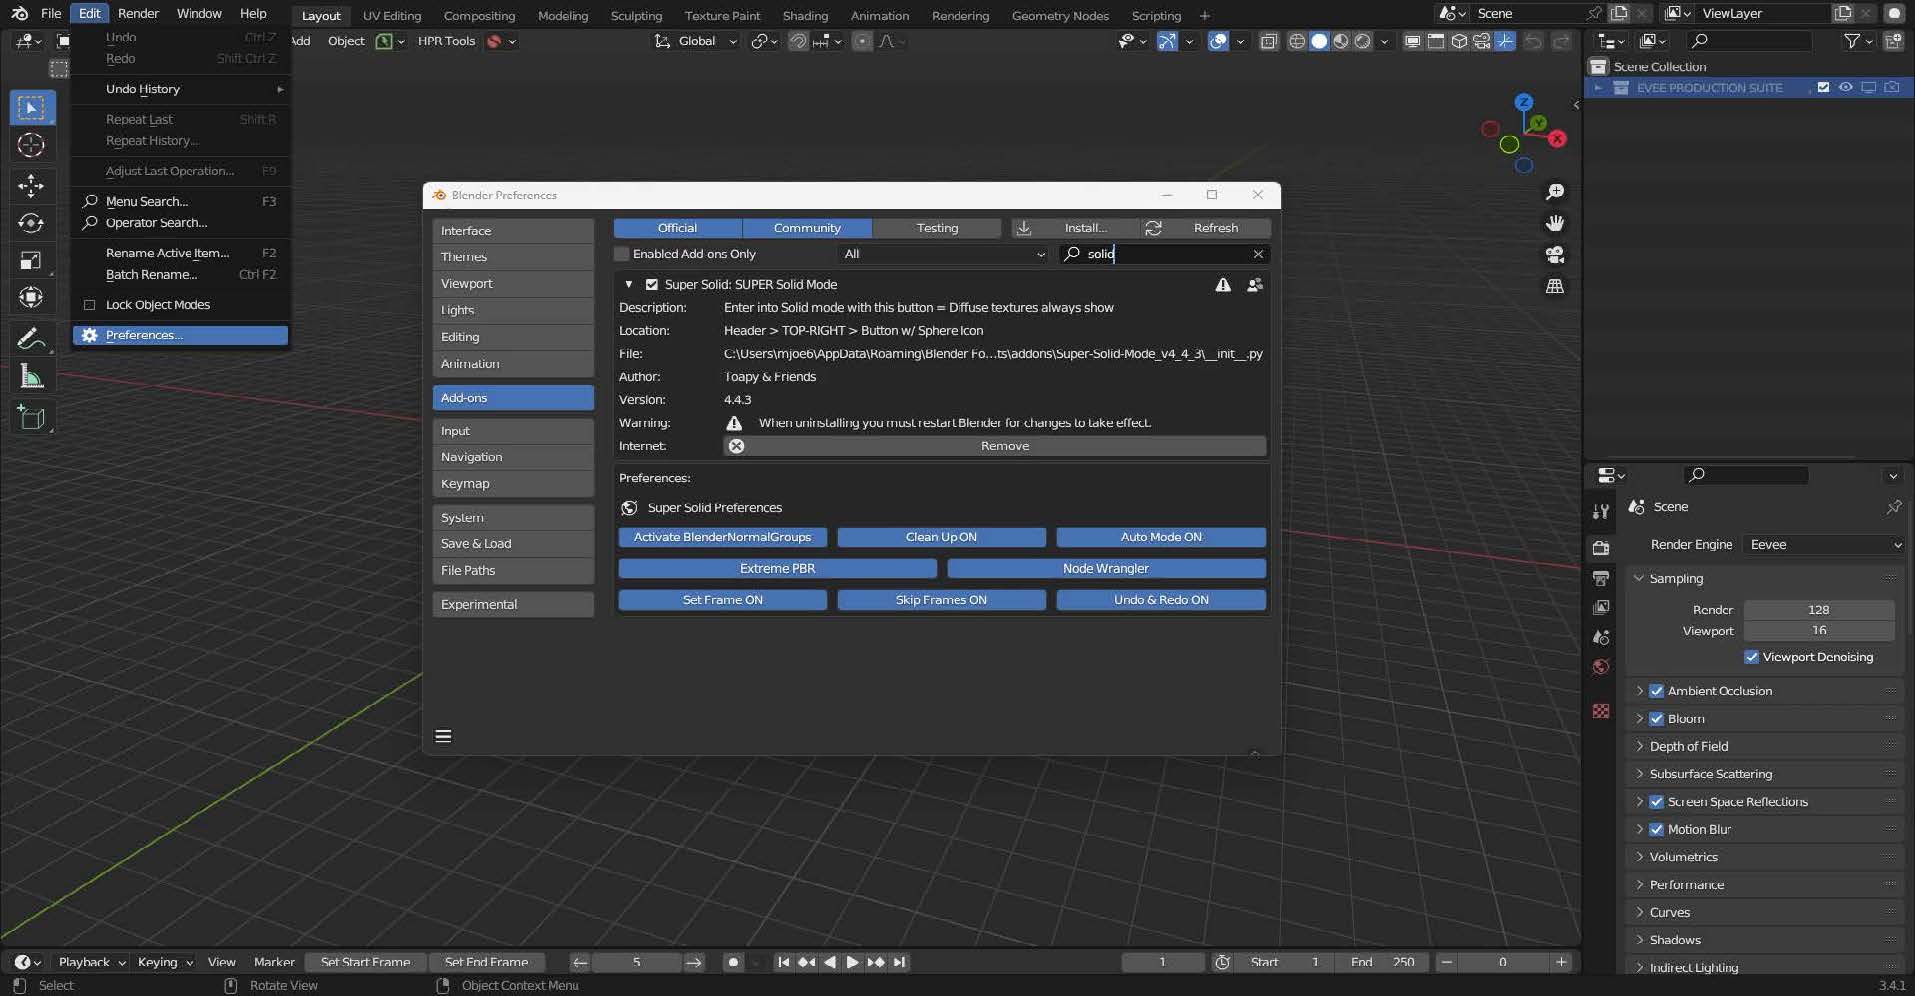 File Edit Render Window Help Layout UV Editing Compositing Modeling Sculpting Texture Paint Shading Animation Rendering Geometry Nodes Scripting + Scene ViewLayer
Undo Ctrl Z
dd Object HPR Tools Global
Redo Shift Ctrl Z
Undo History
Repeat Last Shift R
Repeat History...
Adjust Last Operation... F9
Menu Search... F3
Operator Search...
Rename Active Item... F2
Batch Rename... Ctrl F2
Lock Object Modes
Preferences...
Z
Y
X
Scene Collection
EVEE PRODUCTION SUITE
Blender Preferences
Interface
Themes
Viewport
Lights
Editing
Animation
Add-ons
Input
Navigation
Keymap
System
Save & Load
File Paths
Experimental
Official Community Testing Install... Refresh
Enabled Add-ons Only All solid
Super Solid: SUPER Solid Mode
Description: Enter into Solid mode with this button = Diffuse textures always show
Location: Header > TOP-RIGHT > Button w/ Sphere Icon
File: C:\Users\mjoe6\AppData\Roaming\Blender Fo...ts\addons\Super-Solid-Mode_v4_4_3\__init__.py
Author: Toapy & Friends
Version: 4.4.3
Warning: When uninstalling you must restart Blender for changes to take effect.
Internet: Remove
Preferences:
Super Solid Preferences
Activate BlenderNormalGroups Clean Up ON Auto Mode ON
Extreme PBR Node Wrangler
Set Frame ON Skip Frames ON Undo & Redo ON
Scene
Render Engine Eevee
Sampling
Render 128
Viewport 16
Viewport Denoising
Ambient Occlusion
Bloom
Depth of Field
Subsurface Scattering
Screen Space Reflections
Motion Blur
Volumetrics
Performance
Curves
Shadows
Indirect Lighting
Playback Keying View Marker Set Start Frame Set End Frame 5 1 Start 1 End 250 0
Select Rotate View Object Context Menu 3.4.1